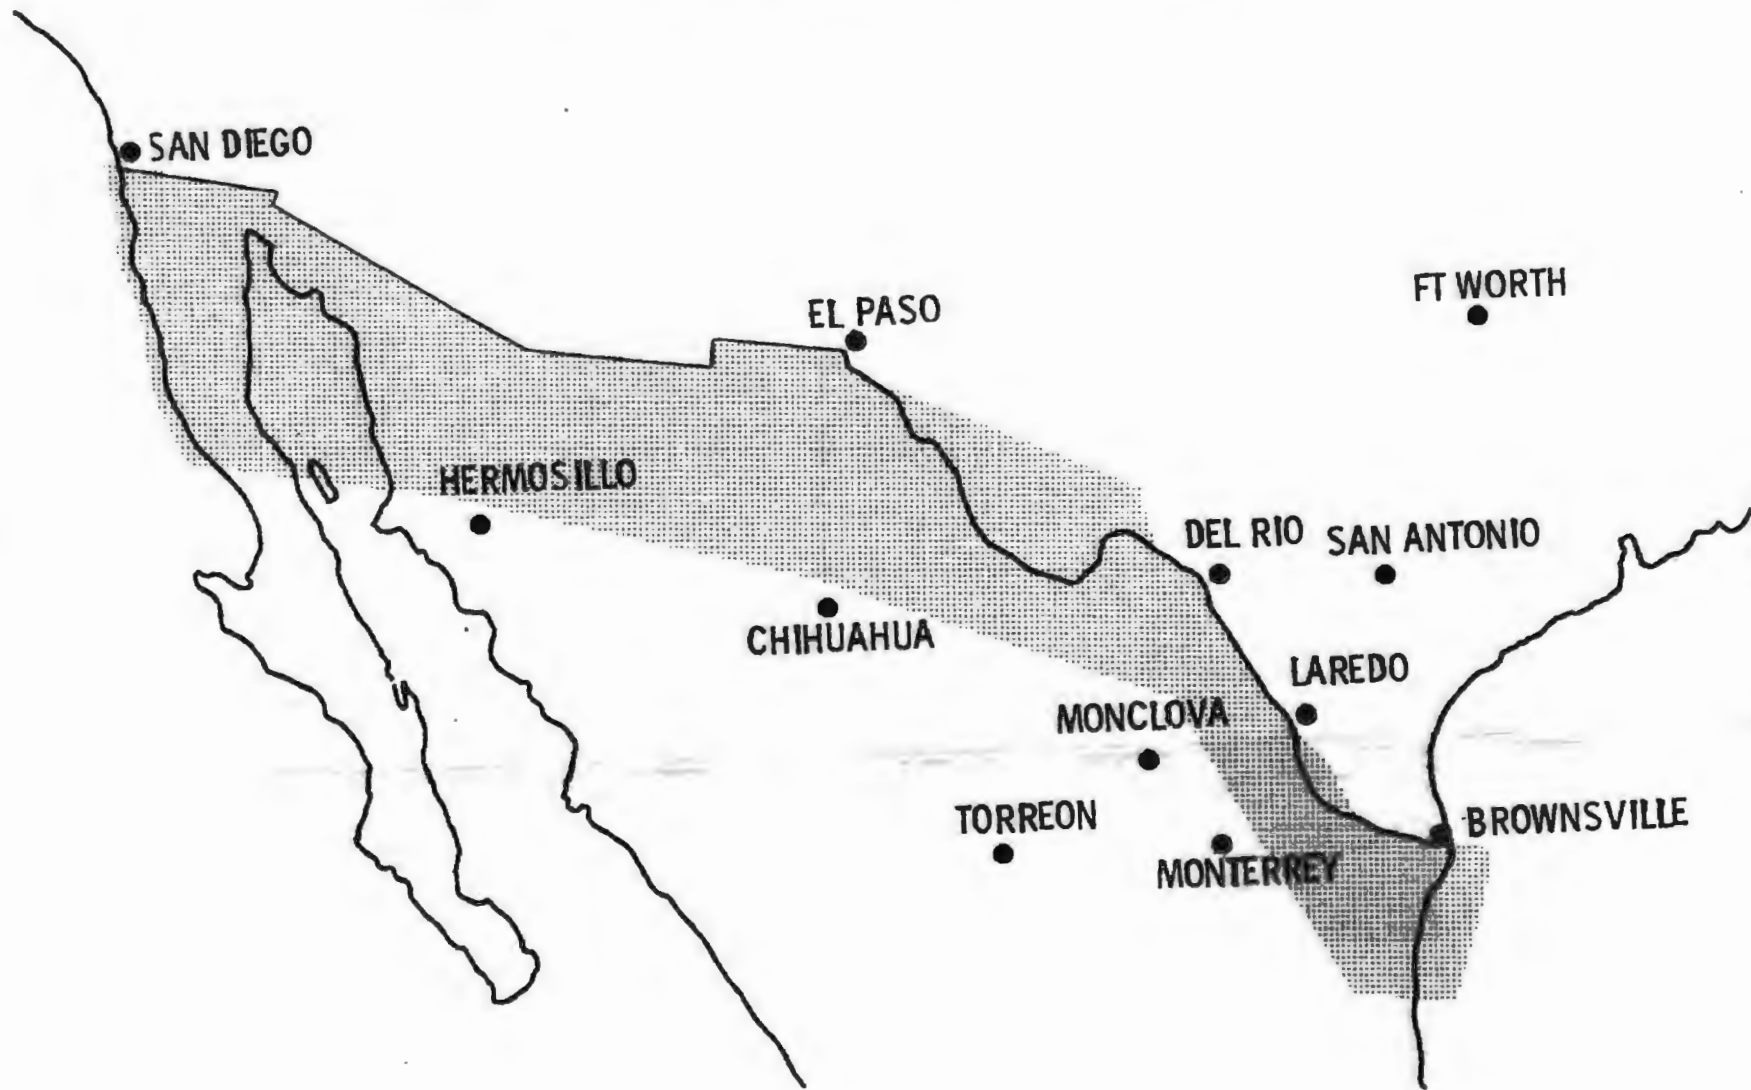 SAN DIEGO
FT WORTH
EL PASO
HERMOSILLO
DEL RIO
SAN ANTONIO
CHIHUAHUA
LAREDO
MONCLOVA
TORREON
BROWNSVILLE
MONTERREY